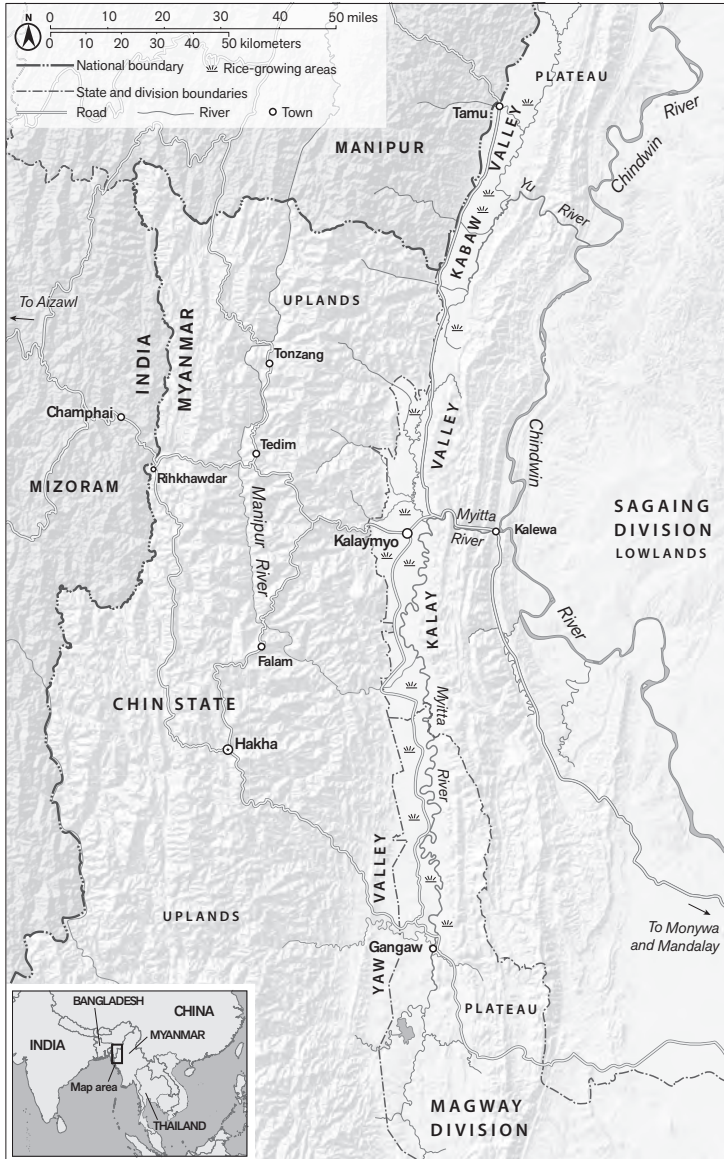 N
0 10 20 30 40 50 miles
0 10 20 30 40 50 kilometers
National boundary
Rice-growing areas
State and division boundaries
Road
River
Town
PLATEAU
Tamu
VALLEY
River
Chindwin
MANIPUR
Yu
River
KABAW
To Aizawl
UPLANDS
INDIA
MYANMAR
Tonzang
Champhai
VALLEY
Chindwin
Tedim
MIZORAM
Rihkhawdar
Manipur River
SAGAING
DIVISION
LOWLANDS
Myitta
River
Kalewa
Kalaymyo
KALAY
River
Falam
CHIN STATE
Myitta
River
Hakha
VALLEY
UPLANDS
To Monywa
and Mandalay
Gangaw
YAW
PLATEAU
BANGLADESH
CHINA
INDIA
MYANMAR
Map area
THAILAND
MAGWAY
DIVISION